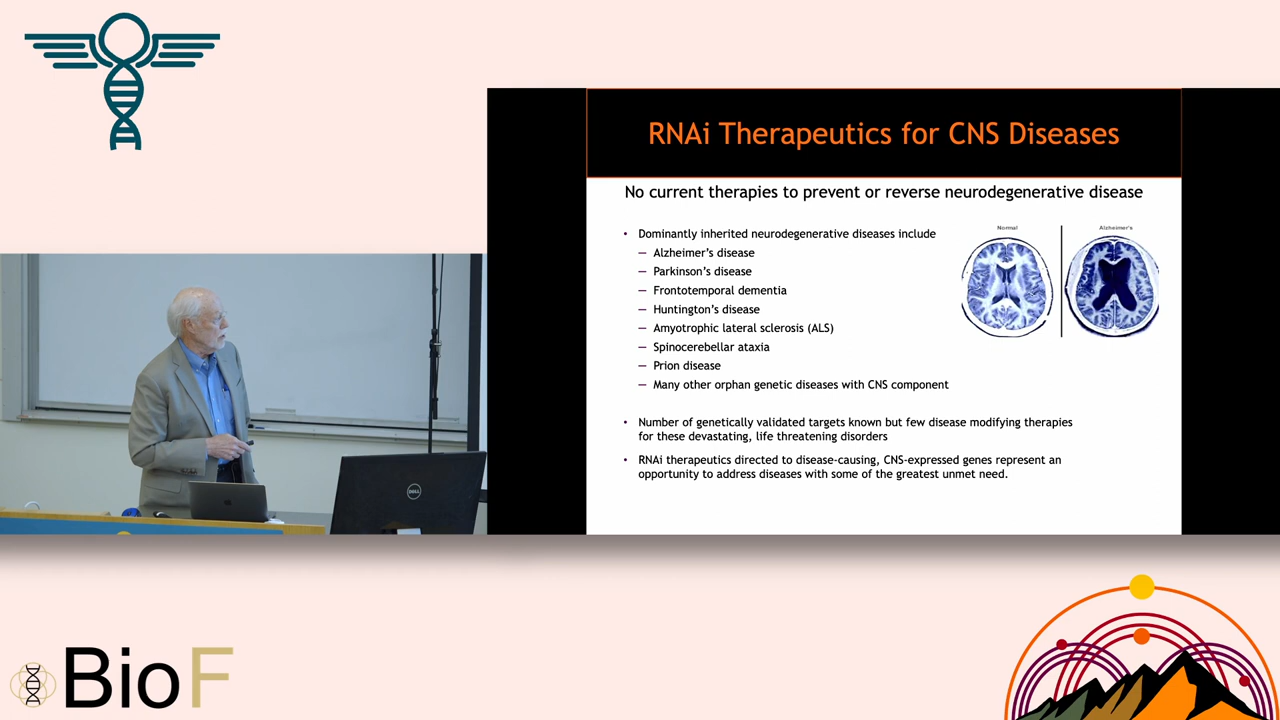 RNAi Therapeutics for CNS Diseases
No current therapies to prevent or reverse neurodegenerative disease
• Dominantly inherited neurodegenerative diseases include
— Alzheimer's disease
— Parkinson's disease
— Frontotemporal dementia
— Huntington's disease
— Amyotrophic lateral sclerosis (ALS)
— Spinocerebellar ataxia
— Prion disease
— Many other orphan genetic diseases with CNS component
Normal
Alzheimer's
• Number of genetically validated targets known but few disease modifying therapies
for these devastating, life threatening disorders
• RNAi therapeutics directed to disease-causing, CNS-expressed genes represent an
opportunity to address diseases with some of the greatest unmet need.
DELL
BioF